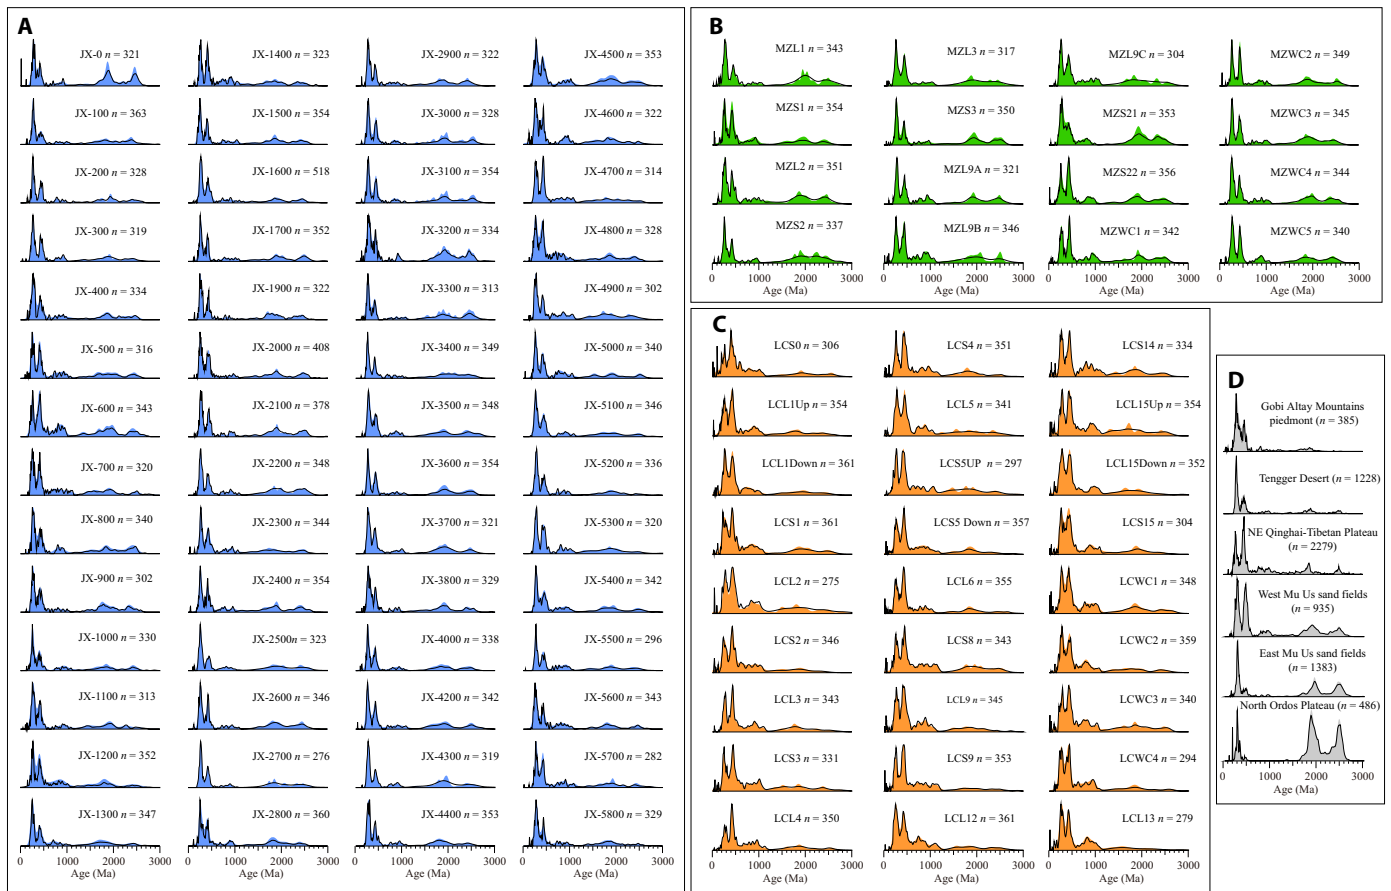 A
JX-0 n = 321
JX-100 n = 363
JX-200 n = 328
JX-300 n = 319
JX-400 n = 334
JX-500 n = 316
JX-600 n = 343
JX-700 n = 320
JX-800 n = 340
JX-900 n = 302
JX-1000 n = 330
JX-1100 n = 313
JX-1200 n = 352
JX-1300 n = 347
0 1000 2000 3000
Age (Ma)
JX-1400 n = 323
JX-1500 n = 354
JX-1600 n = 518
JX-1700 n = 352
JX-1900 n = 322
JX-2000 n = 408
JX-2100 n = 378
JX-2200 n = 348
JX-2300 n = 344
JX-2400 n = 354
JX-2500n = 323
JX-2600 n = 346
JX-2700 n = 276
JX-2800 n = 360
0 1000 2000 3000
Age (Ma)
JX-2900 n = 322
JX-3000 n = 328
JX-3100 n = 354
JX-3200 n = 334
JX-3300 n = 313
JX-3400 n = 349
JX-3500 n = 348
JX-3600 n = 354
JX-3700 n = 321
JX-3800 n = 329
JX-4000 n = 338
JX-4200 n = 342
JX-4300 n = 319
JX-4400 n = 353
0 1000 2000 3000
Age (Ma)
JX-4500 n = 353
JX-4600 n = 322
JX-4700 n = 314
JX-4800 n = 328
JX-4900 n = 302
JX-5000 n = 340
JX-5100 n = 346
JX-5200 n = 336
JX-5300 n = 320
JX-5400 n = 342
JX-5500 n = 296
JX-5600 n = 343
JX-5700 n = 282
JX-5800 n = 329
0 1000 2000 3000
Age (Ma)
B
MZL1 n = 343
MZS1 n = 354
MZL2 n = 351
MZS2 n = 337
0 1000 2000 3000
Age (Ma)
MZL3 n = 317
MZS3 n = 350
MZL9A n = 321
MZL9B n = 346
0 1000 2000 3000
Age (Ma)
MZL9C n = 304
MZS21 n = 353
MZS22 n = 356
MZWC1 n = 342
0 1000 2000 3000
Age (Ma)
MZWC2 n = 349
MZWC3 n = 345
MZWC4 n = 344
MZWC5 n = 340
0 1000 2000 3000
Age (Ma)
C
LCS0 n = 306
LCL1Up n = 354
LCL1Down n = 361
LCS1 n = 361
LCL2 n = 275
LCS2 n = 346
LCL3 n = 343
LCS3 n = 331
LCL4 n = 350
0 1000 2000 3000
Age (Ma)
LCS4 n = 351
LCL5 n = 341
LCS5UP n = 297
LCS5 Down n = 357
LCL6 n = 355
LCS8 n = 343
LCL9 n = 345
LCS9 n = 353
LCL12 n = 361
0 1000 2000 3000
Age (Ma)
LCS14 n = 334
LCL15Up n = 354
LCL15Down n = 352
LCS15 n = 304
LCWC1 n = 348
LCWC2 n = 359
LCWC3 n = 340
LCWC4 n = 294
LCL13 n = 279
0 1000 2000 3000
Age (Ma)
D
Gobi Altay Mountains
piedmont (n = 385)
Tengger Desert (n = 1228)
NE Qinghai-Tibetan Plateau
(n = 2279)
West Mu Us sand fields
(n = 935)
East Mu Us sand fields
(n = 1383)
North Ordos Plateau (n = 486)
0 1000 2000 3000
Age (Ma)